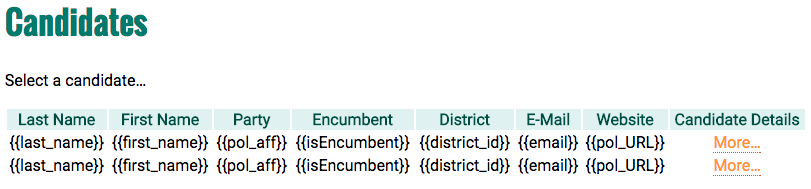 Candidates
Select a candidate...
Last Name First Name Party Encumbent District E-Mail Website Candidate Details
{{last_name}} {{first_name}} {{pol_aff}} {{isEncumbent}} {{district_id}} {{email}} {{pol_URL}} More...
{{last_name}} {{first_name}} {{pol_aff}} {{isEncumbent}} {{district_id}} {{email}} {{pol_URL}} More...